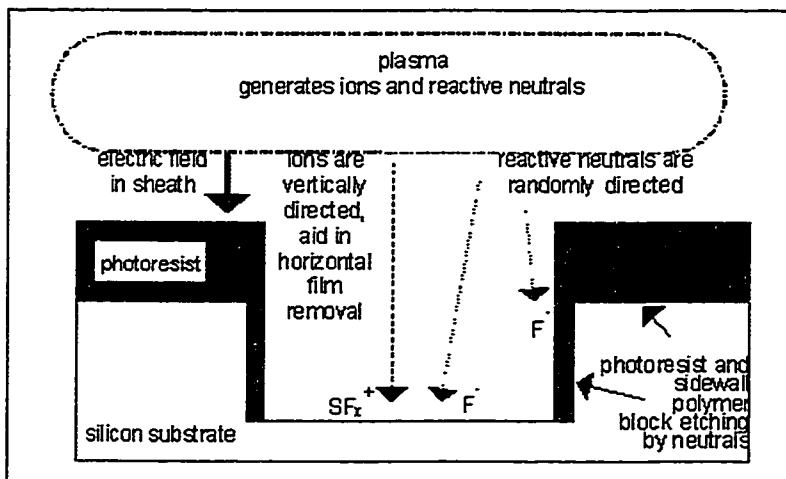 plasma
generates ions and reactive neutrals
electric field
in sheath
ions are
vertically
directed,
aid in
horizontal
film
removal
reactive neutrals are
randomly directed
photoresist
F-
SFx+
F-
photoresist and
sidewall
polymer
block etching
by neutrals
silicon substrate